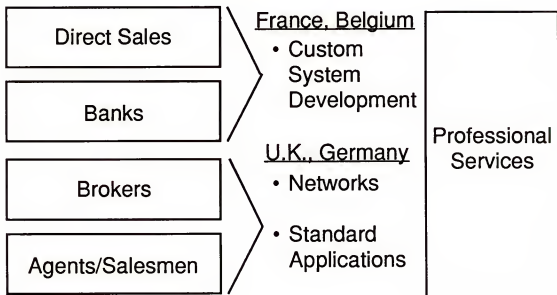 Direct Sales
Banks
Brokers
Agents/Salesmen
France, Belgium
• Custom
System
Development
U.K., Germany
• Networks
• Standard
Applications
Professional
Services